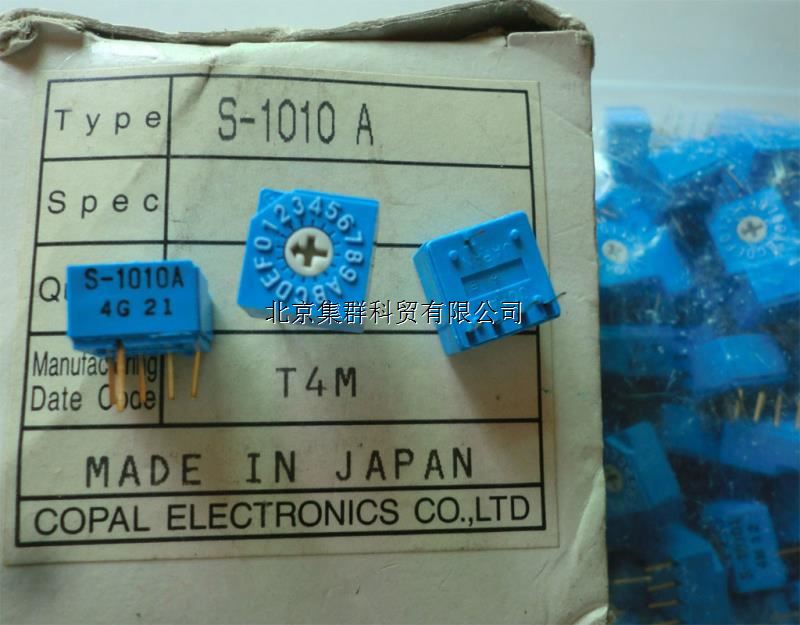 Type S-1010 A
Spec
0123456789ABCDEF
S-1010A
4G 21
北京集群科贸有限公司
Manufacturing
Date Code
T4M
MADE IN JAPAN
COPAL ELECTRONICS CO.,LTD